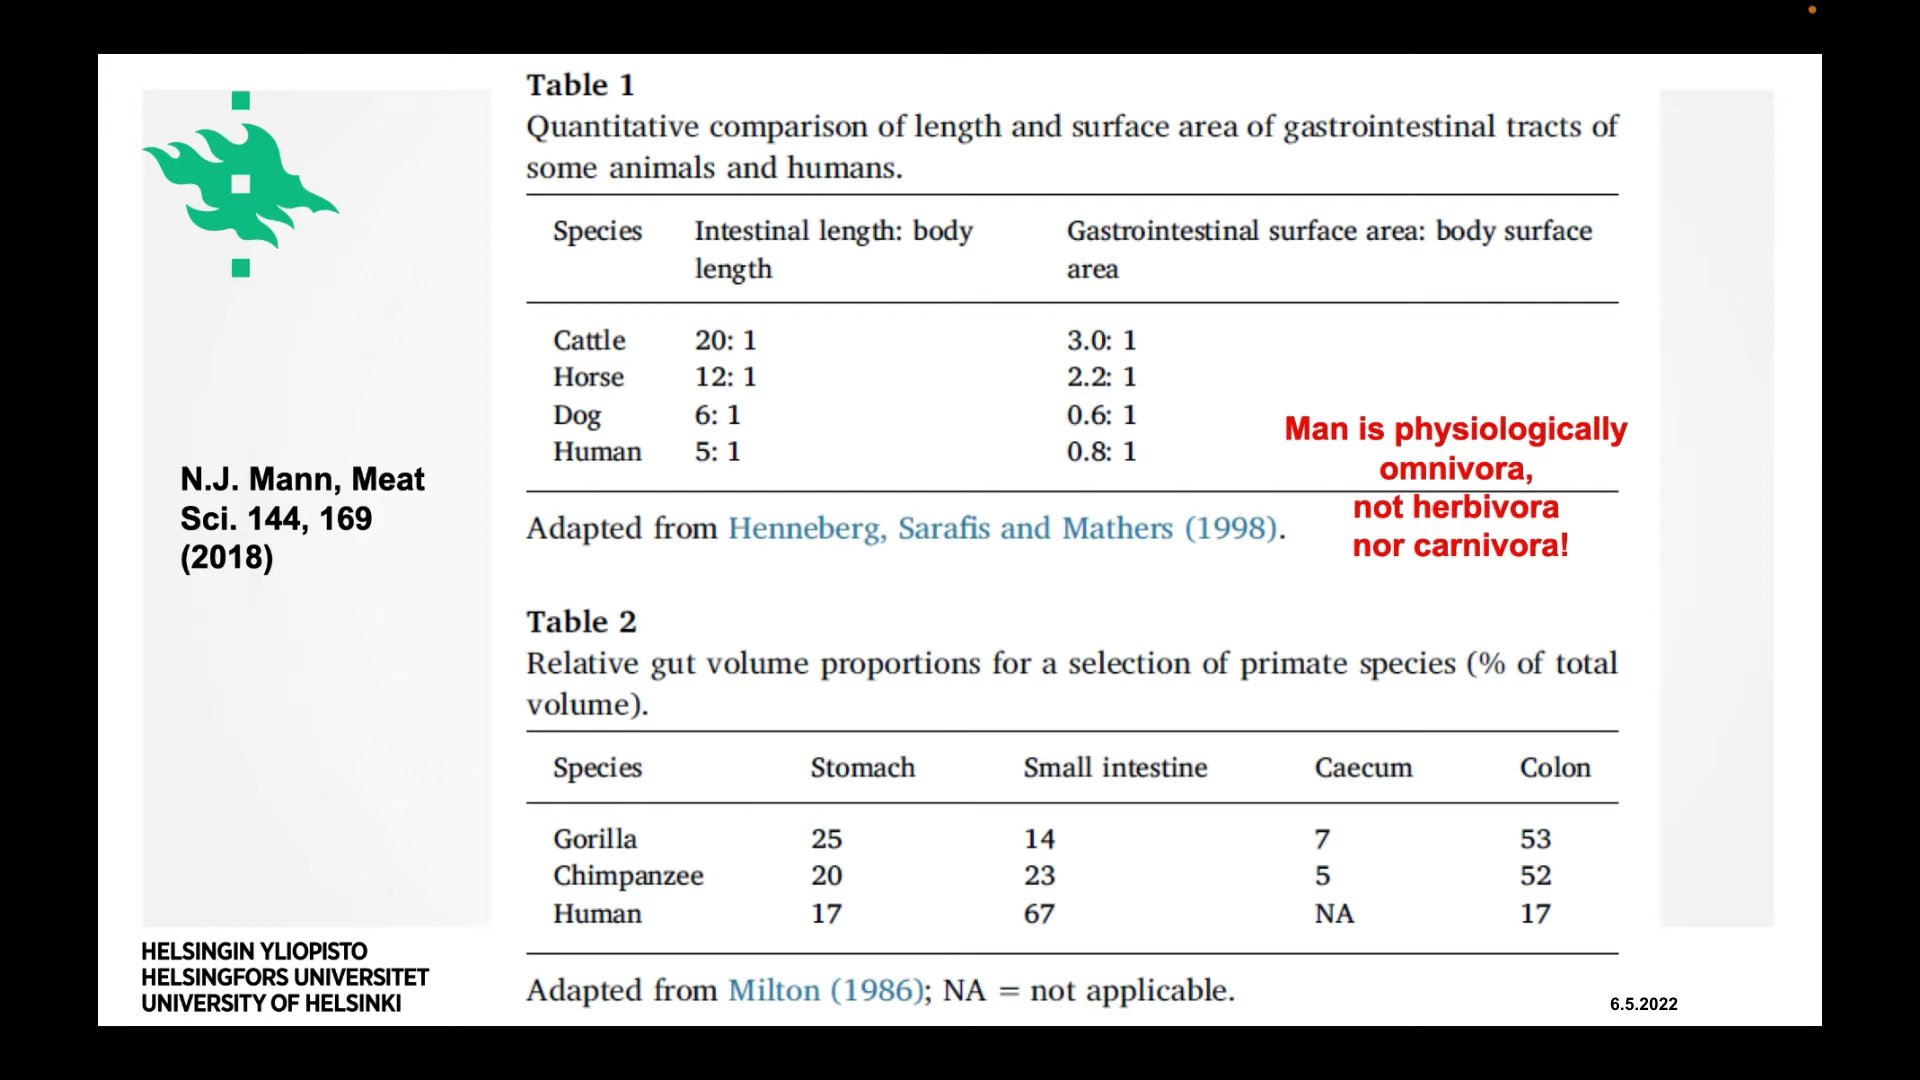 Table 1
Quantitative comparison of length and surface area of gastrointestinal tracts of
some animals and humans.
Species Intestinal length: body length Gastrointestinal surface area: body surface area
Cattle 20: 1 3.0: 1
Horse 12: 1 2.2: 1
Dog 6: 1 0.6: 1
Human 5: 1 0.8: 1
Man is physiologically
omnivora,
not herbivora
nor carnivora!
Adapted from Henneberg, Sarafis and Mathers (1998).
N.J. Mann, Meat
Sci. 144, 169
(2018)
Table 2
Relative gut volume proportions for a selection of primate species (% of total
volume).
Species Stomach Small intestine Caecum Colon
Gorilla 25 14 7 53
Chimpanzee 20 23 5 52
Human 17 67 NA 17
Adapted from Milton (1986); NA = not applicable.
HELSINGIN YLIOPISTO
HELSINGFORS UNIVERSITET
UNIVERSITY OF HELSINKI
6.5.2022